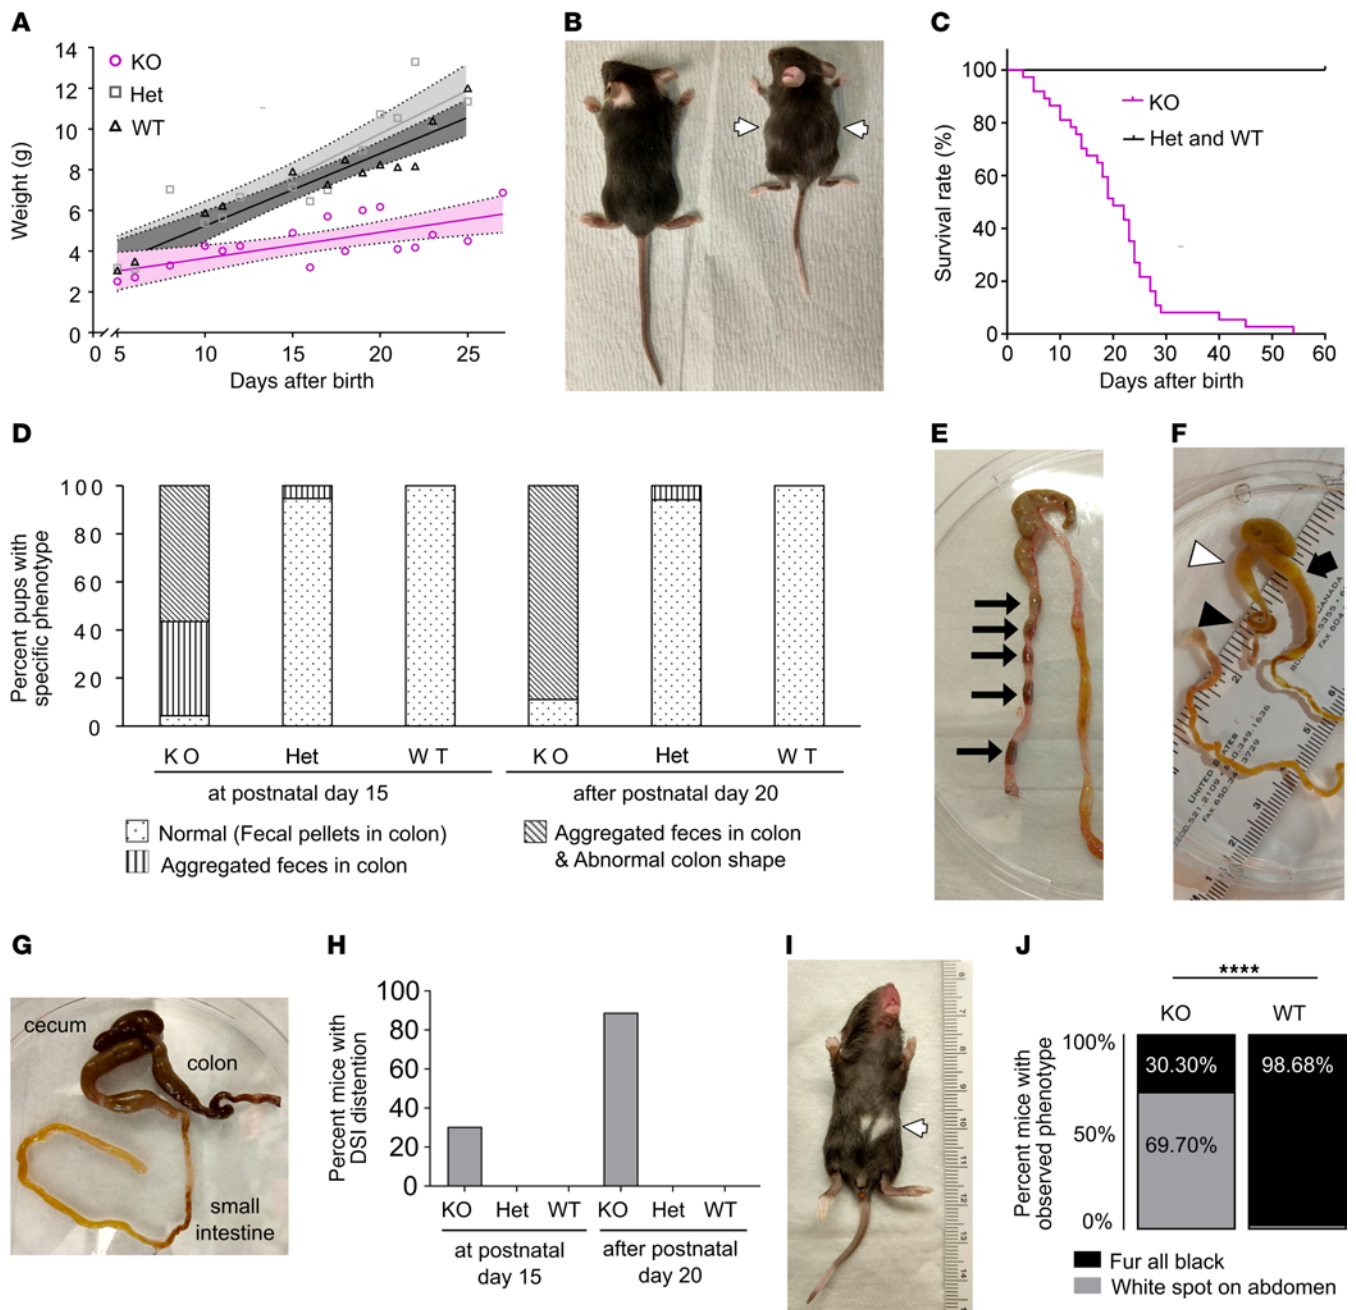 A
14
12
10
8
6
4
2
0
KO
Het
WT
Weight (g)
0 5 10 15 20 25
Days after birth
B
C
100
80
60
40
20
0
KO
Het and WT
Survival rate (%)
0 10 20 30 40 50 60
Days after birth
D
100
80
60
40
20
0
Percent pups with
specific phenotype
KO Het WT KO Het WT
at postnatal day 15 after postnatal day 20
Normal (Fecal pellets in colon)
Aggregated feces in colon
Aggregated feces in colon
& Abnormal colon shape
E
F
G
cecum
colon
small
intestine
H
100
80
60
40
20
0
Percent mice with
DSI distention
KO Het WT KO Het WT
at postnatal
day 15
after postnatal
day 20
I
J
****
KO WT
100%
50%
0%
30.30%
69.70%
98.68%
Percent mice with
observed phenotype
Fur all black
White spot on abdomen